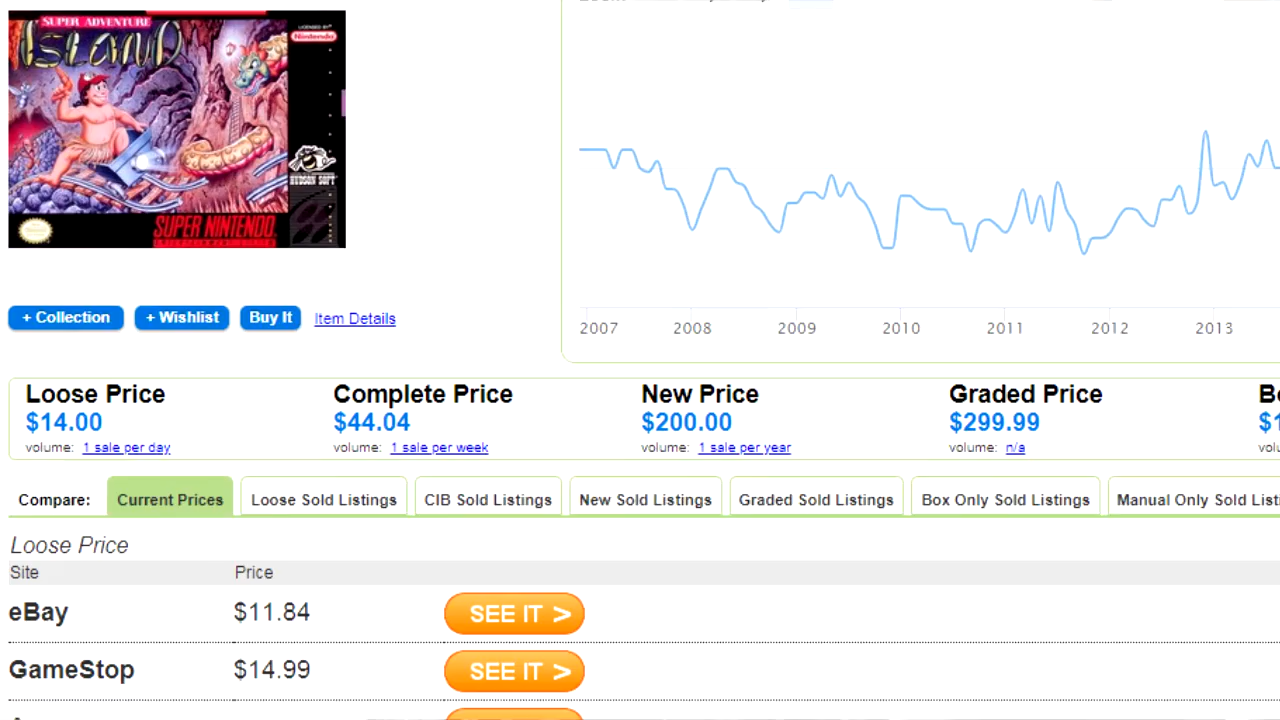 SUPER ADVENTURE
ISLAND
LICENSED BY
Nintendo
HUDSON SOFT
SUPER NINTENDO
+ Collection
+ Wishlist
Buy It
Item Details
2007 2008 2009 2010 2011 2012 2013
Loose Price
$14.00
volume: 1 sale per day
Complete Price
$44.04
volume: 1 sale per week
New Price
$200.00
volume: 1 sale per year
Graded Price
$299.99
volume: n/a
Compare: Current Prices Loose Sold Listings CIB Sold Listings New Sold Listings Graded Sold Listings Box Only Sold Listings Manual Only Sold
Loose Price
Site Price
eBay $11.84 SEE IT >
GameStop $14.99 SEE IT >